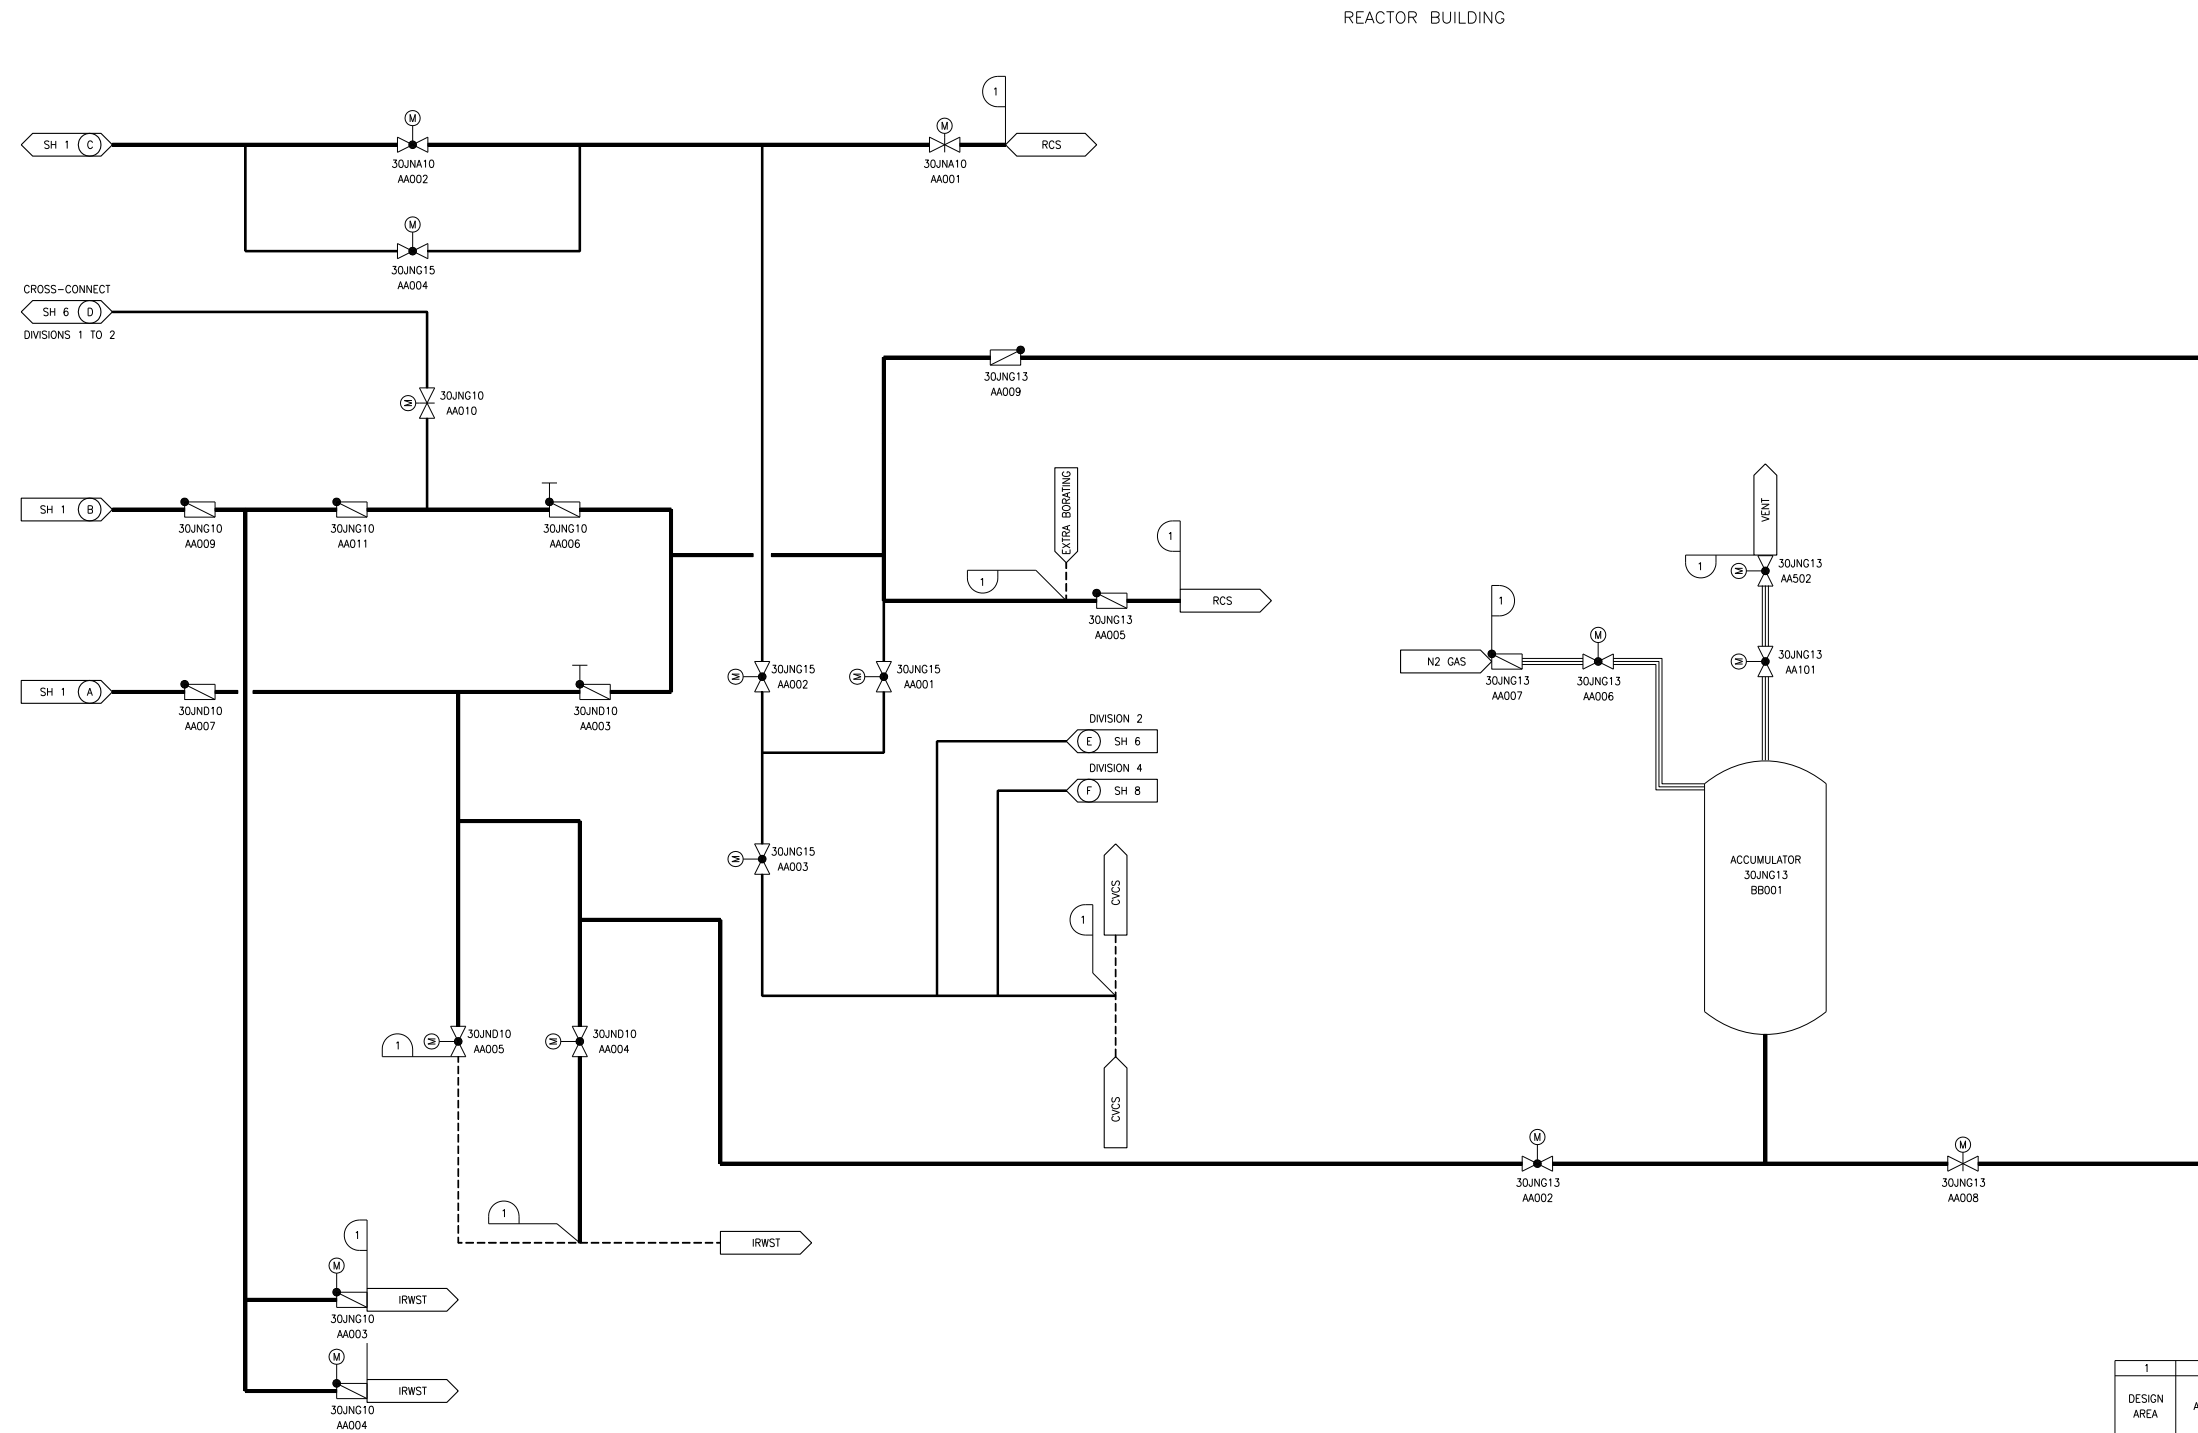 REACTOR BUILDING
1
M
M
SH 1 C
RCS
30JNA10
AA002
30JNA10
AA001
M
30JNG15
AA004
CROSS-CONNECT
SH 6 D
DIVISIONS 1 TO 2
30JNG13
AA009
M
30JNG10
AA010
SH 1 B
30JNG10
AA009
30JNG10
AA011
30JNG10
AA006
EXTRA BORATING
1
1
30JNG13
AA005
RCS
VENT
1
M
30JNG13
AA502
1
M
N2 GAS
30JNG13
AA007
30JNG13
AA006
M
30JNG13
AA101
SH 1 A
30JND10
AA007
30JND10
AA003
M
30JNG15
AA002
M
30JNG15
AA001
DIVISION 2
E SH 6
DIVISION 4
F SH 8
M
30JNG15
AA003
CVCS
1
ACCUMULATOR
30JNG13
BB001
1
M
30JND10
AA005
M
30JND10
AA004
CVCS
M
30JNG13
AA002
M
30JNG13
AA008
1
IRWST
1
M
IRWST
30JNG10
AA003
M
IRWST
30JNG10
AA004
1
DESIGN
AREA